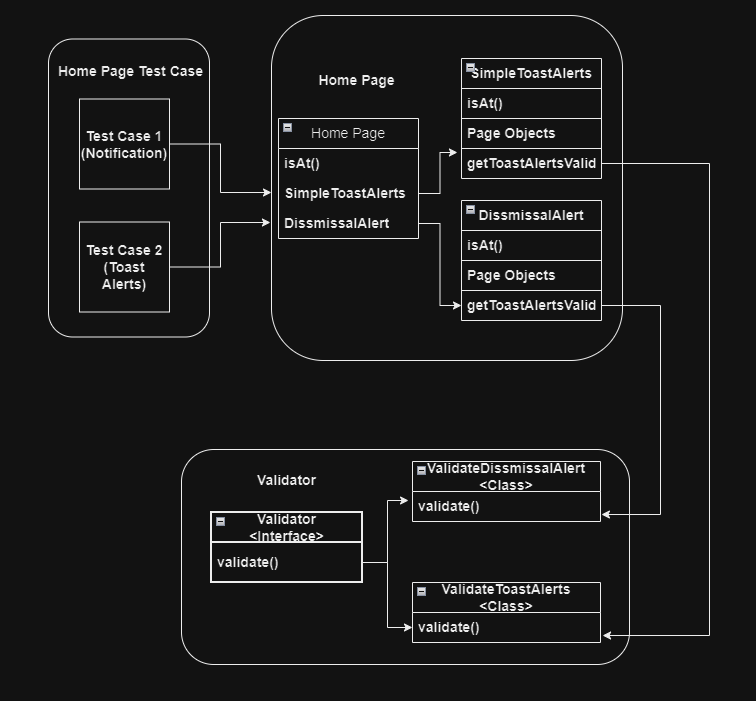 Home Page Test Case
Test Case 1
(Notification)
Test Case 2
(Toast
Alerts)
Home Page
Home Page
isAt()
SimpleToastAlerts
DissmissalAlert
SimpleToastAlerts
isAt()
Page Objects
getToastAlertsValid
DissmissalAlert
isAt()
Page Objects
getToastAlertsValid
Validator
Validator
<Interface>
validate()
ValidateDissmissalAlert
<Class>
validate()
ValidateToastAlerts
<Class>
validate()